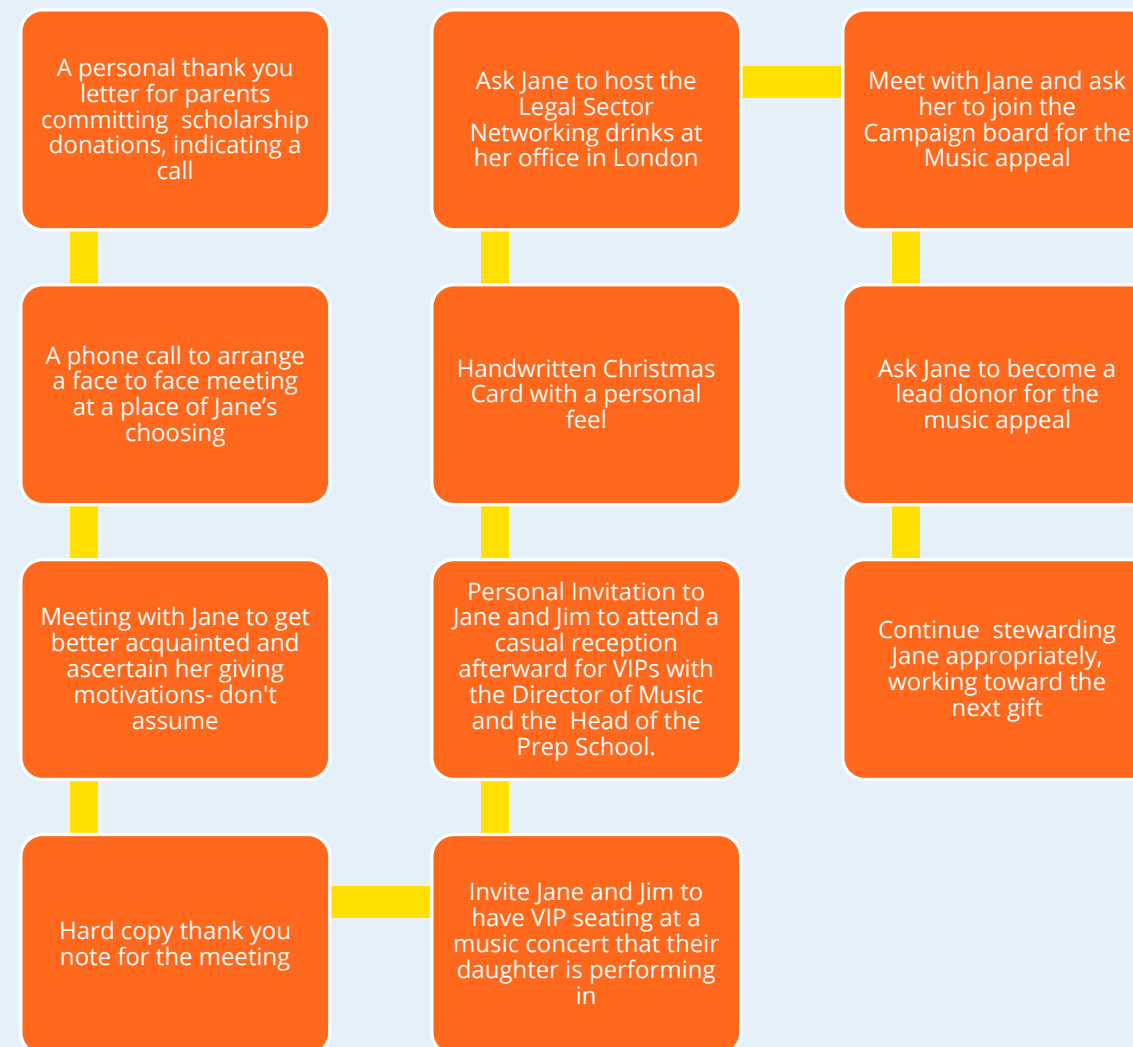 A personal thank you
letter for parents
committing  scholarship
donations, indicating a
call
A phone call to arrange
a face to face meeting
at a place of Jane’s
choosing
Meeting with Jane to get
better acquainted and
ascertain her giving
motivations- don't
assume
Hard copy thank you
note for the meeting
Invite Jane and Jim to
have VIP seating at a
music concert that their
daughter is performing
in
Personal Invitation to
Jane and Jim to attend a
casual reception
afterward for VIPs with
the Director of Music
and the  Head of the
Prep School.
Handwritten Christmas
Card with a personal
feel
Ask Jane to host the
Legal Sector
Networking drinks at
her office in London
Meet with Jane and ask
her to join the
Campaign board for the
Music appeal
Ask Jane to become a
lead donor for the
music appeal
Continue  stewarding
Jane appropriately,
working toward the
next gift